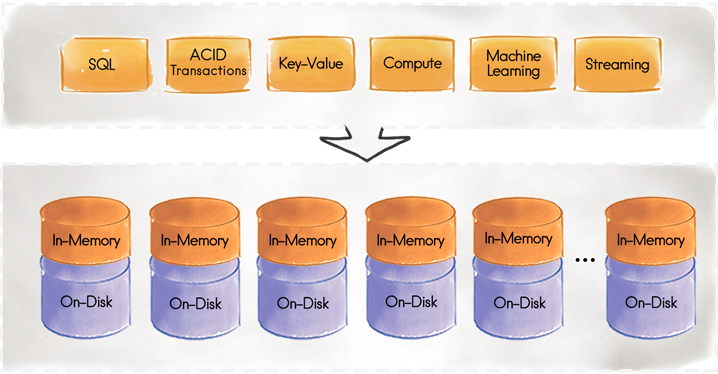 SQL
ACID
Transactions
Key-Value
Compute
Machine
Learning
Streaming
In-Memory
In-Memory
In-Memory
In-Memory
In-Memory
...
In-Memory
On-Disk
On-Disk
On-Disk
On-Disk
On-Disk
On-Disk